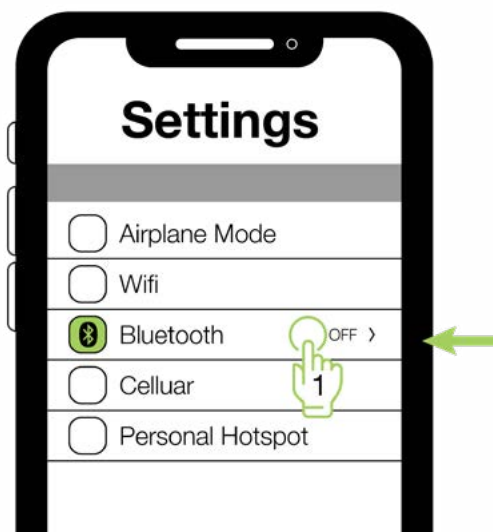 Settings
Airplane Mode
Wifi
Bluetooth OFF >
1
Celluar
Personal Hotspot